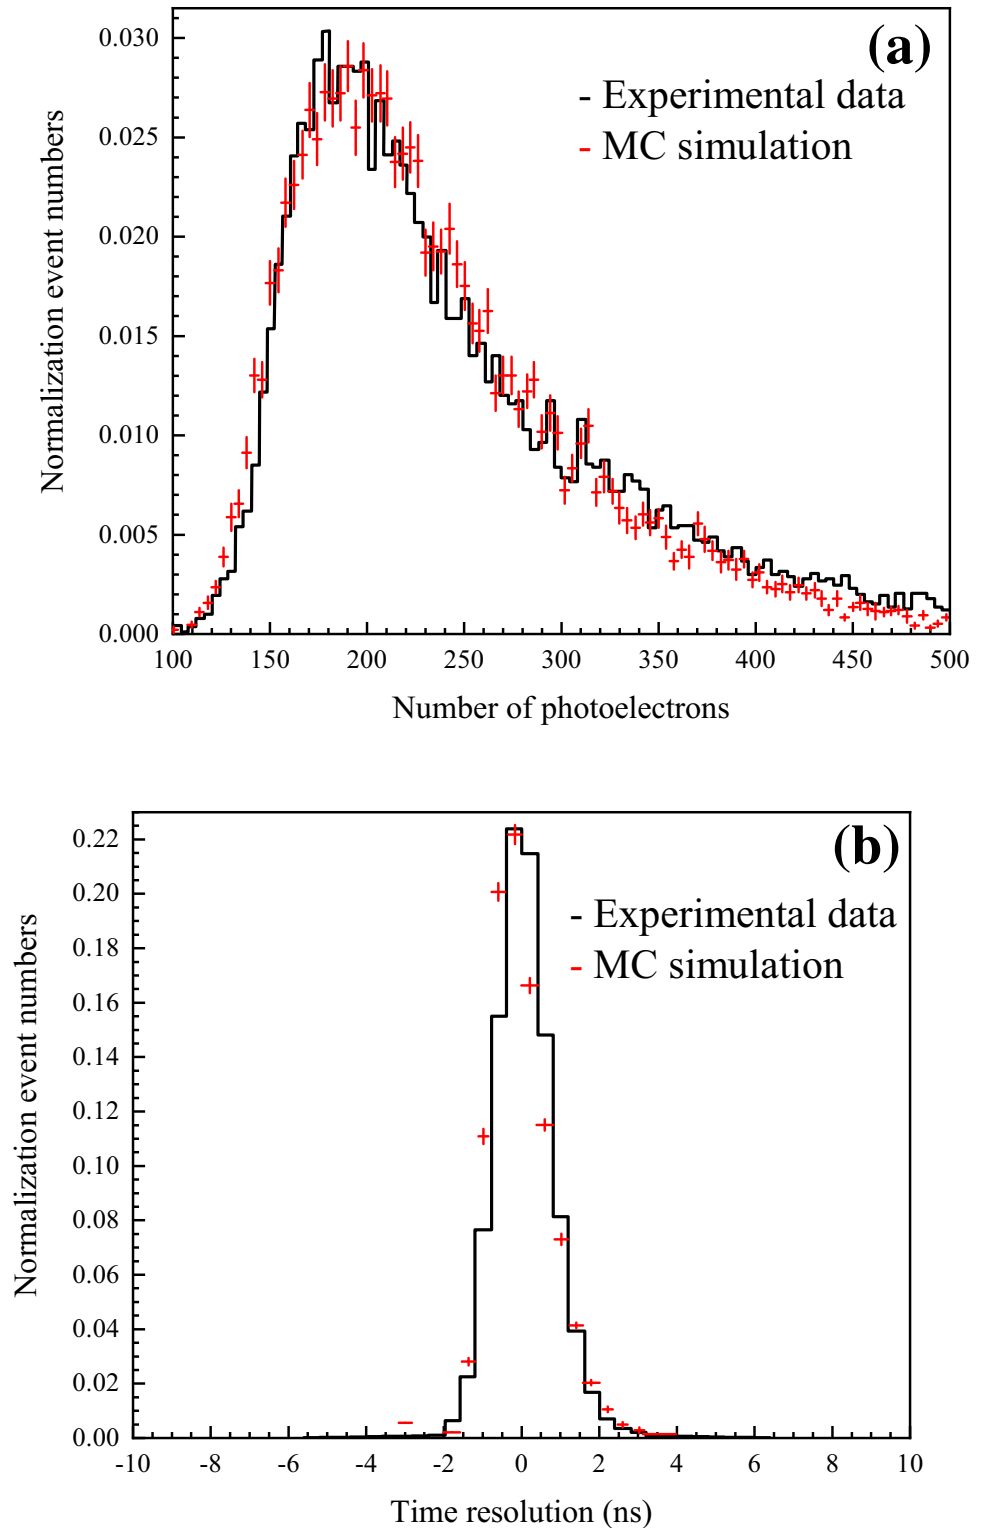 (a)
- Experimental data
- MC simulation
Normalization event numbers
0.030
0.025
0.020
0.015
0.010
0.005
0.000
100 150 200 250 300 350 400 450 500
Number of photoelectrons
(b)
- Experimental data
- MC simulation
Normalization event numbers
0.22
0.20
0.18
0.16
0.14
0.12
0.10
0.08
0.06
0.04
0.02
0.00
-10 -8 -6 -4 -2 0 2 4 6 8 10
Time resolution (ns)